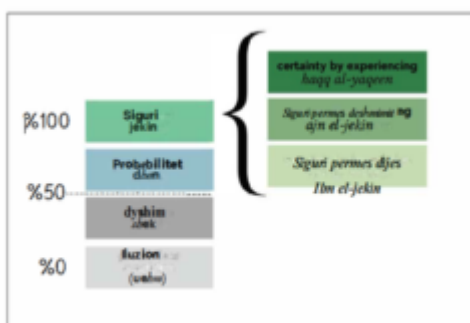 %100
Siguri
jekin
Probabilitet
%50
dyshim
%0
Iluzion
certainty by experiencing
haqq al-yaqeen
Siguri permes
ajn el-jekin
Siguri permes dijes
Ilm el-jekin